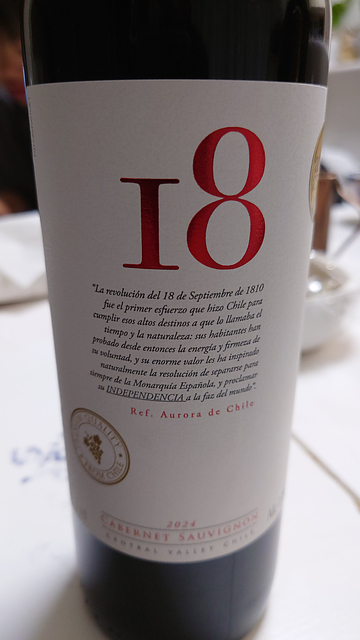 18
"La revolución del 18 de Septiembre de 1810
fue el primer esfuerzo que hizo Chile para
cumplir esos altos destinos a que lo llamaba el
tiempo y la naturaleza: sus habitantes han
probado desde entonces la energía y firmeza de
su voluntad, y su enorme valor les ha inspirado
naturalmente la resolución de separarse para
siempre de la Monarquía Española, y proclamar
su INDEPENDENCIA a la faz del mundo".
Ref. Aurora de Chile
QUALITY
2024
CABERNET SAUVIGNON
CENTRAL VALLEY CHILE